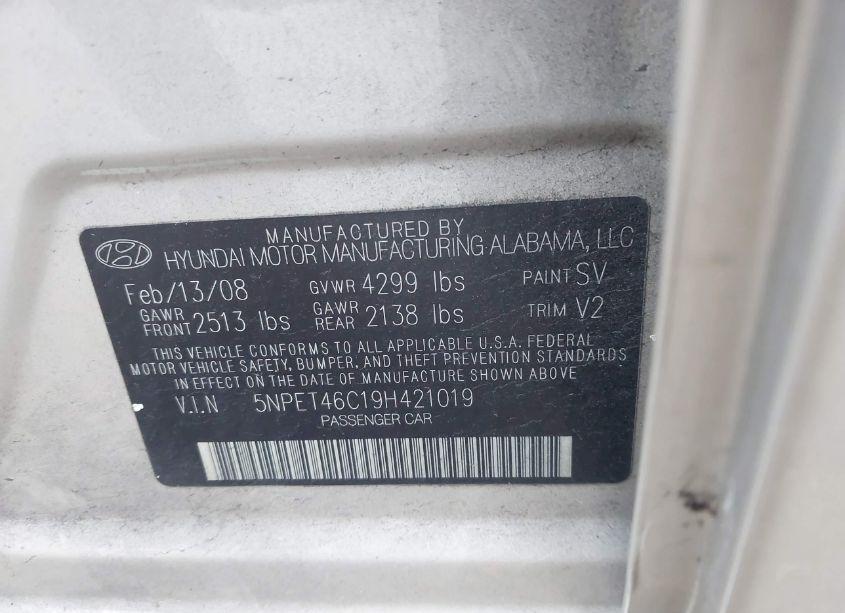 MANUFACTURED BY
HYUNDAI MOTOR MANUFACTURING ALABAMA, LLC
Feb/13/08 GVWR 4299 lbs PAINT SV
GAWR FRONT 2513 lbs GAWR REAR 2138 lbs TRIM V2
THIS VEHICLE CONFORMS TO ALL APPLICABLE U.S.A. FEDERAL
MOTOR VEHICLE SAFETY, BUMPER, AND THEFT PREVENTION STANDARDS
IN EFFECT ON THE DATE OF MANUFACTURE SHOWN ABOVE
V.I.N 5NPET46C19H421019
PASSENGER CAR